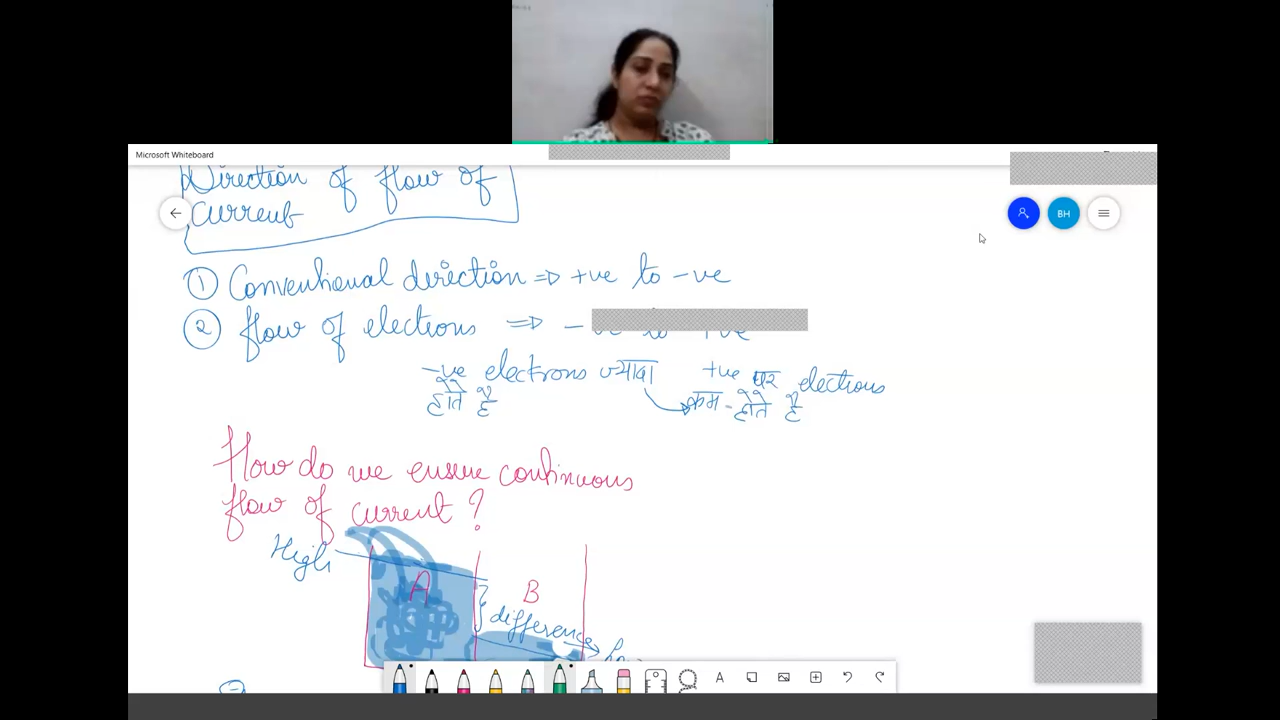 Microsoft Whiteboard
Direction of flow of
Current
BH
① Conventional direction ⇒ +ve to -ve
② flow of electrons ⇒ -
-ve electrons ज्यादा
होते है
+ve पर electrons
कम - होते है
How do we ensure continuous
flow of current ?
High
A
B
difference
A